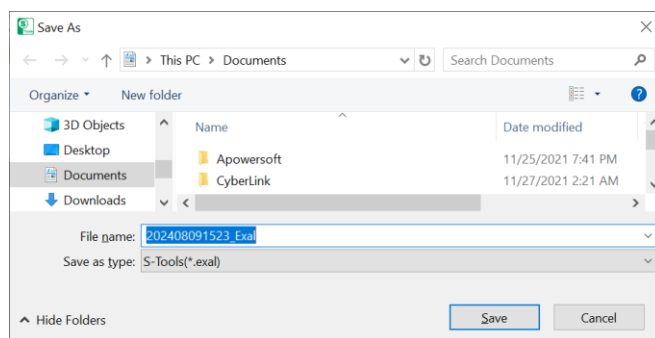 Save As
This PC > Documents
Search Documents
Organize
New folder
3D Objects
Desktop
Documents
Downloads
Name
Date modified
Apowersoft
11/25/2021 7:41 PM
CyberLink
11/27/2021 2:21 AM
File name: 202408091523_Exal
Save as type: S-Tools(*.exal)
Hide Folders
Save
Cancel